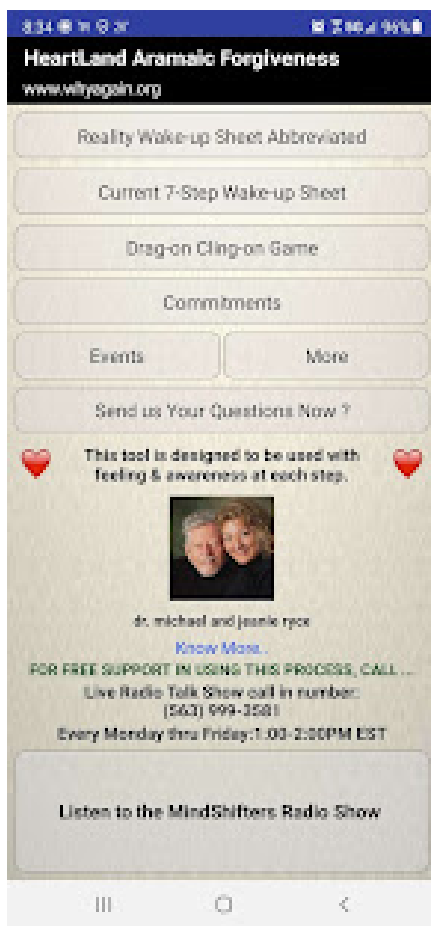 8:34
96%
HeartLand Aramaic Forgiveness
www.whyagain.org
Reality Wake-up Sheet Abbreviated
Current 7-Step Wake-up Sheet
Drag-on Cling-on Game
Commitments
Events More
Send us Your Questions Now ?
This tool is designed to be used with
feeling & awareness at each step.
dr. michael and jeanie ryce
Know More..
FOR FREE SUPPORT IN USING THIS PROCESS, CALL ...
Live Radio Talk Show call in number:
(563) 999-3581
Every Monday thru Friday:1:00-2:00PM EST
Listen to the MindShifters Radio Show